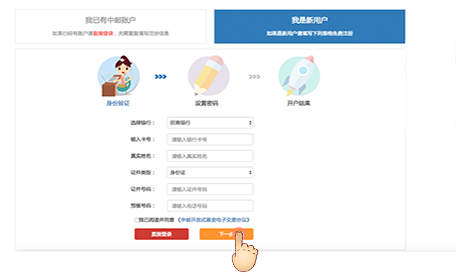 我已有中邮账户
如果已经有账户请直接登录，无需重复填写注册信息
我是新用户
如果是新用户请填写下列表格免费注册
身份验证
设置密码
开户结果
选择银行：
招商银行
输入卡号：
请输入银行卡号
真实姓名：
请输入真实姓名
证件类型：
身份证
证件号码：
请输入证件号码
预留号码：
请输入电话号码
我已阅读并同意《中邮开放式基金电子交易协议》
直接登录
下一步